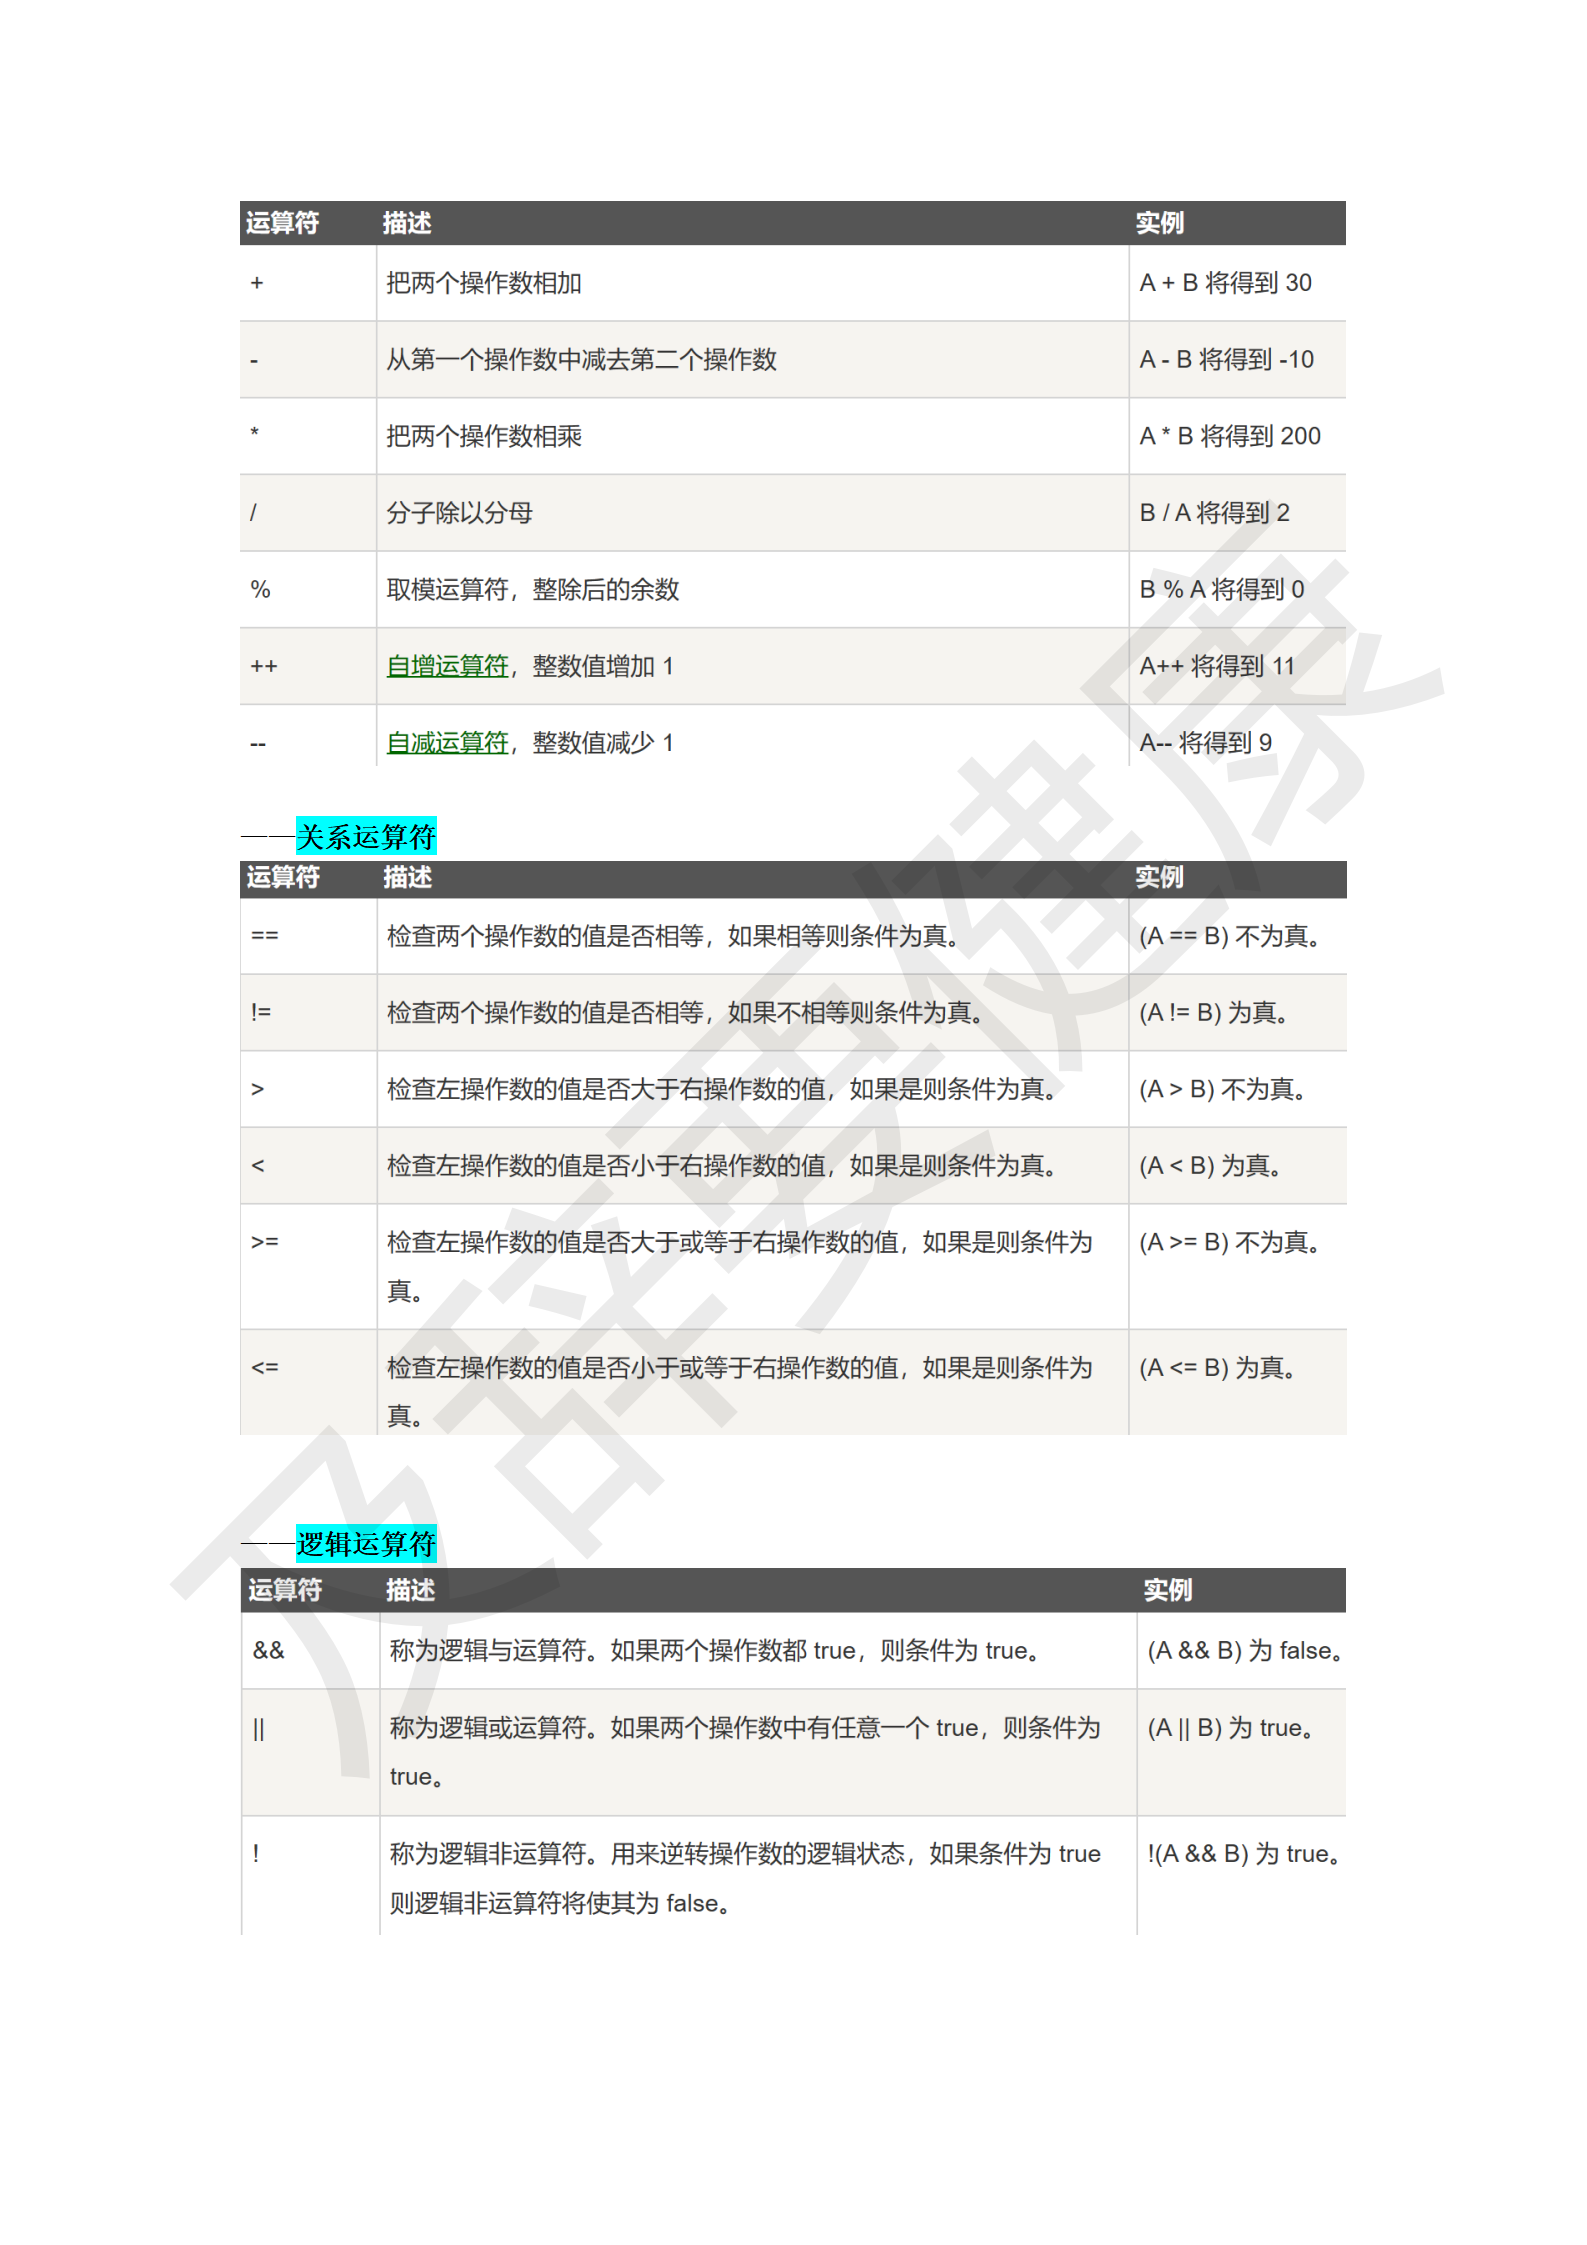 运算符 描述 实例
+ 把两个操作数相加 A + B 将得到 30
- 从第一个操作数中减去第二个操作数 A - B 将得到 -10
* 把两个操作数相乘 A * B 将得到 200
/ 分子除以分母 B / A 将得到 2
% 取模运算符，整除后的余数 B % A 将得到 0
++ 自增运算符，整数值增加 1 A++ 将得到 11
-- 自减运算符，整数值减少 1 A-- 将得到 9
——关系运算符
运算符 描述 实例
== 检查两个操作数的值是否相等，如果相等则条件为真。 (A == B) 不为真。
!= 检查两个操作数的值是否相等，如果不相等则条件为真。 (A != B) 为真。
> 检查左操作数的值是否大于右操作数的值，如果是则条件为真。 (A > B) 不为真。
< 检查左操作数的值是否小于右操作数的值，如果是则条件为真。 (A < B) 为真。
>= 检查左操作数的值是否大于或等于右操作数的值，如果是则条件为 (A >= B) 不为真。
真。
<= 检查左操作数的值是否小于或等于右操作数的值，如果是则条件为 (A <= B) 为真。
真。
——逻辑运算符
运算符 描述 实例
&& 称为逻辑与运算符。如果两个操作数都 true，则条件为 true。 (A && B) 为 false。
|| 称为逻辑或运算符。如果两个操作数中有任意一个 true，则条件为 (A || B) 为 true。
true。
! 称为逻辑非运算符。用来逆转操作数的逻辑状态，如果条件为 true !(A && B) 为 true。
则逻辑非运算符将使其为 false。
及辞要健康